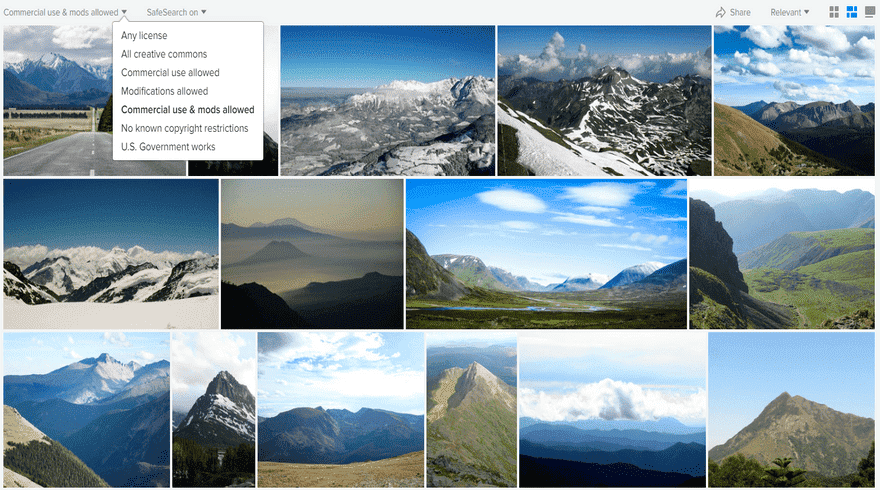 Commercial use & mods allowed SafeSearch on Share Relevant
Any license
All creative commons
Commercial use allowed
Modifications allowed
Commercial use & mods allowed
No known copyright restrictions
U.S. Government works